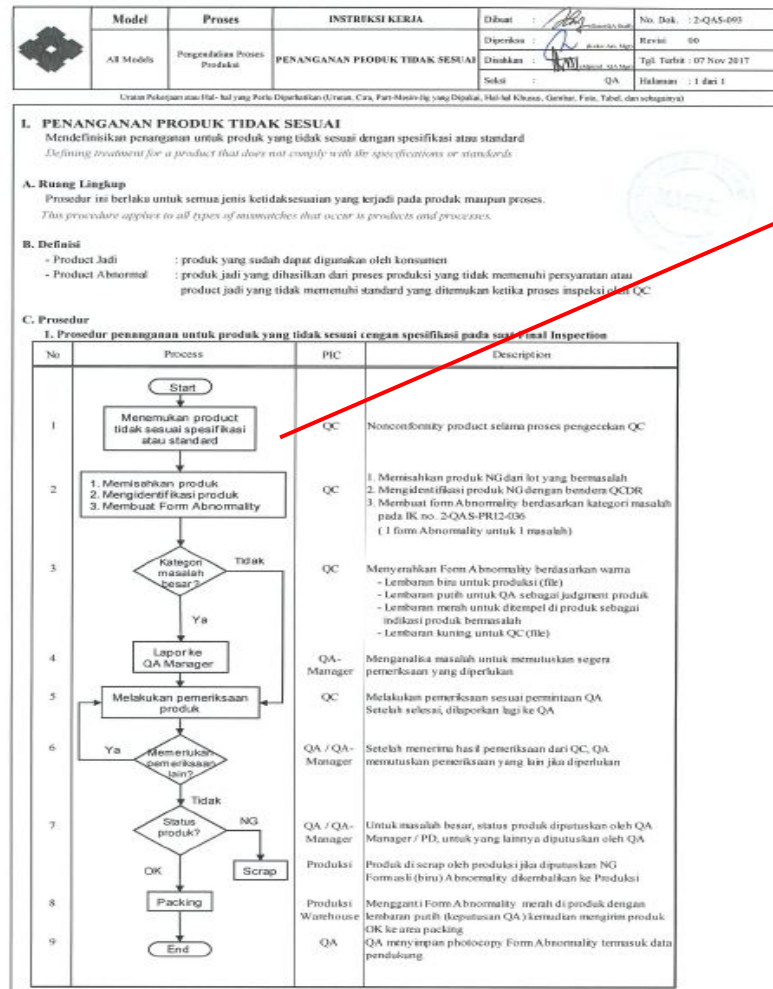 Model Proses INSTRUKSI KERJA Dibuat : No. Dok. : 2-QAS-093
All Models Pengendalian Proses Produksi PENANGANAN PRODUK TIDAK SESUAI Diperiksa : Revisi 00
Disahkan : Tgl. Terbit : 07 Nov 2017
Seksi : QA Halaman : 1 dari 1
Uraian Pekerjaan atau Hal- hal yang Perlu Diperhatikan (Urutan, Cara, Part-Mesin-Jig yang Dipakai, Hal-hal Khusus, Gambar, Foto, Tabel, dan sebagainya)
I. PENANGANAN PRODUK TIDAK SESUAI
Mendefinisikan penanganan untuk produk yang tidak sesuai dengan spesifikasi atau standard
Defining treatment for a product that does not comply with the specifications or standards
A. Ruang Lingkup
Prosedur ini berlaku untuk semua jenis ketidaksesuaian yang terjadi pada produk maupun proses.
This procedure applies to all types of mismatches that occur is products and processes.
B. Definisi
- Product Jadi : produk yang sudah dapat digunakan oleh konsumen
- Product Abnormal : produk jadi yang dihasilkan dari proses produksi yang tidak memenuhi persyaratan atau
product jadi yang tidak memenuhi standard yang ditemukan ketika proses inspeksi oleh QC
C. Prosedur
1. Prosedur penanganan untuk produk yang tidak sesuai dengan spesifikasi pada saat Final Inspection
No Process PIC Description
Start
1 Menemukan product tidak sesuai spesifikasi atau standard QC Nonconformity product selama proses pengecekan QC
2 1. Memisahkan produk QC 1. Memisahkan produk NG dari lot yang bermasalah
2. Mengidentifikasi produk 2. Mengidentifikasi produk NG dengan bendera QCDR
3. Membuat Form Abnormality 3. Membuat form Abnormality berdasarkan kategori masalah
pada IK no. 2-QAS-PR12-036
( 1 form Abnormality untuk 1 masalah)
3 Kategori masalah besar? Tidak Ya QC Menyerahkan Form Abnormality berdasarkan warna
- Lembaran biru untuk produksi (file)
- Lembaran putih untuk QA sebagai judgment produk
- Lembaran merah untuk ditempel di produk sebagai
indikasi produk bermasalah
- Lembaran kuning untuk QC (file)
4 Lapor ke QA Manager QA-Manager Menganalisa masalah untuk memutuskan segera
pemeriksaan yang diperlukan
5 Melakukan pemeriksaan produk QC Melakukan pemeriksaan sesuai permintaan QA
Setelah selesai, dilaporkan lagi ke QA
6 Ya Memerlukan pemeriksaan lain? Tidak QA / QA-Manager Setelah menerima hasil pemeriksaan dari QC, QA
memutuskan pemeriksaan yang lain jika diperlukan
7 Status produk? NG OK QA / QA-Manager Untuk masalah besar, status produk diputuskan oleh QA
Manager / PD, untuk yang lainnya diputuskan oleh QA
Scrap Produksi Produk di scrap oleh produksi jika diputuskan NG
Form asli (biru) Abnormality dikembalikan ke Produksi
8 Packing Produksi Warehouse Mengganti Form Abnormality merah di produk dengan
lembaran putih (keputusan QA) kemudian mengirim produk
OK ke area packing
9 End QA QA menyimpan photocopy Form Abnormality termasuk data
pendukung